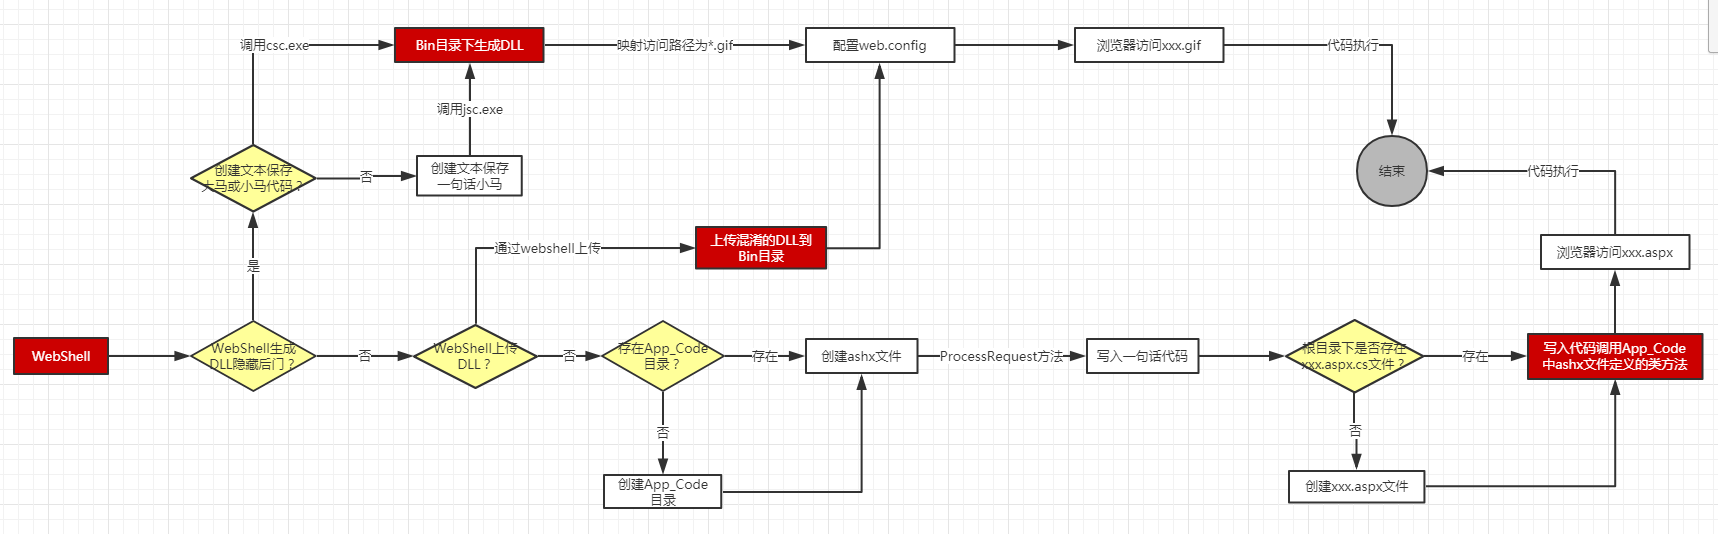 调用csc.exe
Bin目录下生成DLL
映射访问路径为*.gif
配置web.config
浏览器访问xxx.gif
代码执行
调用jsc.exe
创建文本保存
大马或小马代码？
否
创建文本保存
一句话小马
结束
代码执行
通过webshell上传
上传混淆的DLL到
Bin目录
浏览器访问xxx.aspx
是
WebShell
WebShell生成
DLL隐藏后门？
否
WebShell上传
DLL？
否
存在App_Code
目录？
存在
创建ashx文件
ProcessRequest方法
写入一句话代码
根目录下是否存在
xxx.aspx.cs文件？
存在
写入代码调用App_Code
中ashx文件定义的类方法
否
否
创建App_Code
目录
创建xxx.aspx文件